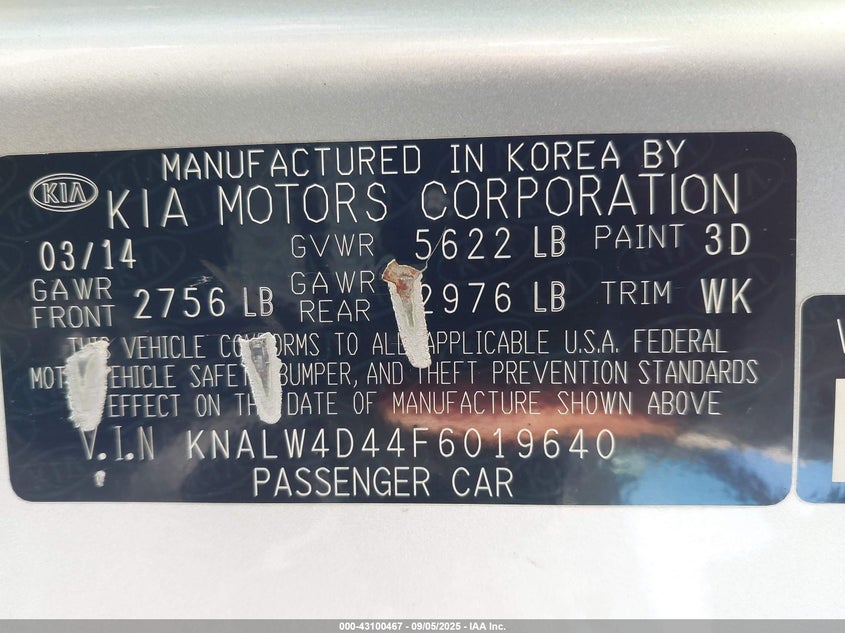 MANUFACTURED IN KOREA BY
KIA
KIA MOTORS CORPORATION
03/14 GVWR 5622 LB PAINT 3D
GAWR FRONT 2756 LB GAWR REAR 2976 LB TRIM WK
THIS VEHICLE CONFORMS TO ALL APPLICABLE U.S.A. FEDERAL
VEHICLE SAFETY BUMPER, AND THEFT PREVENTION STANDARDS
EFFECT ON THE DATE OF MANUFACTURE SHOWN ABOVE
V.I.N KNALW4D44F6019640
PASSENGER CAR
000-43100467 - 09/05/2025 - IAA Inc.